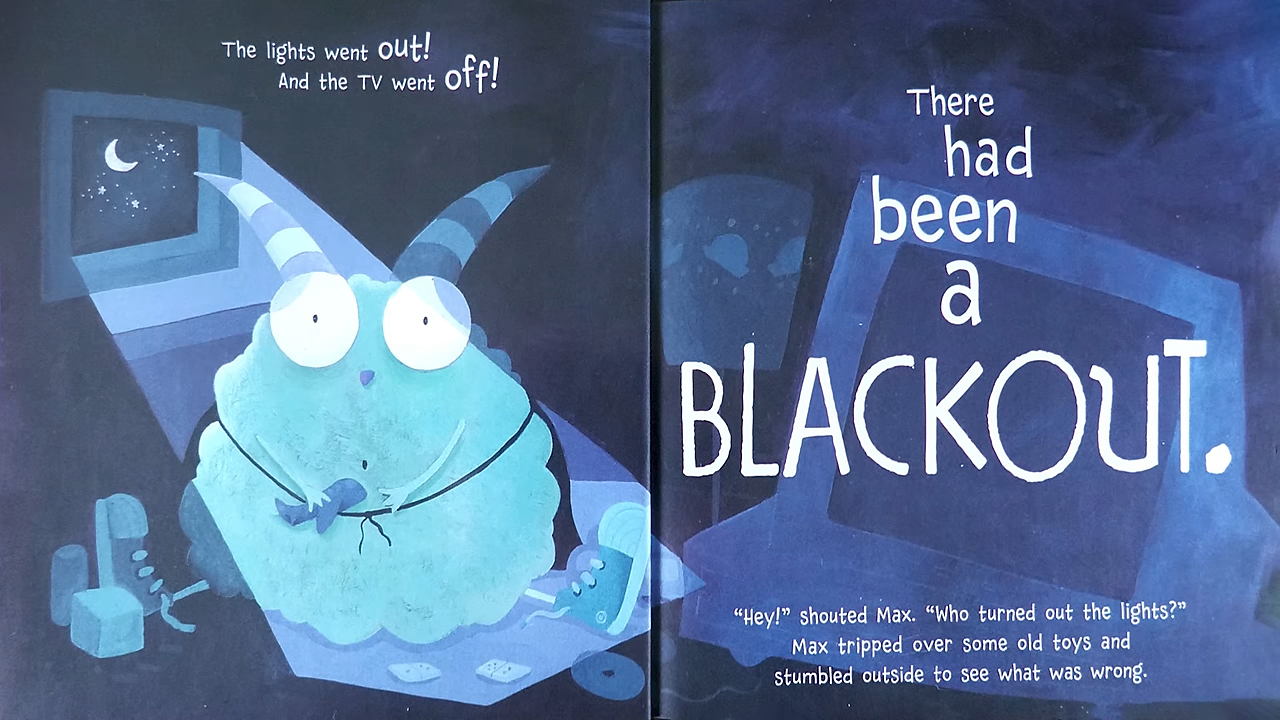 The lights went out!
And the TV went off!
There
had
been
a
BLACKOUT.
“Hey!” shouted Max. “Who turned out the lights?”
Max tripped over some old toys and
stumbled outside to see what was wrong.